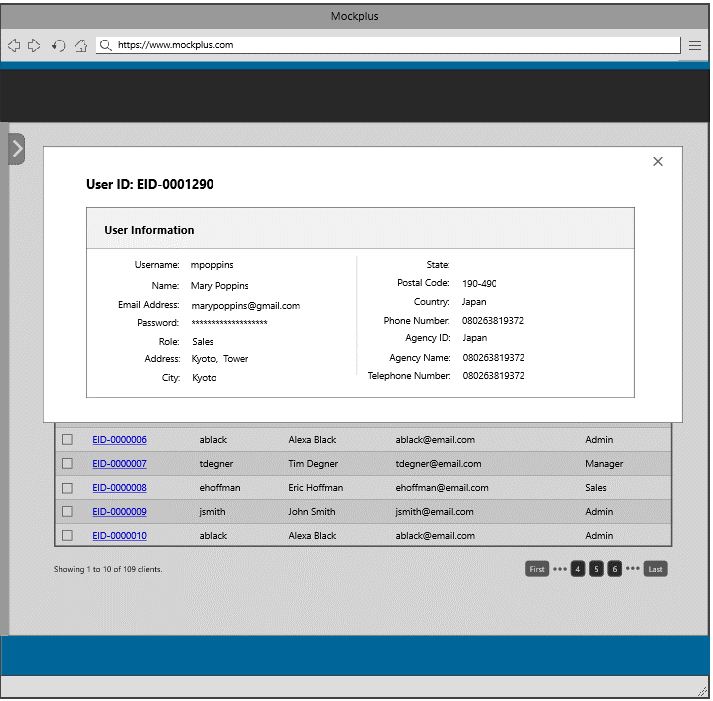 Mockplus
https://www.mockplus.com
User ID: EID-0001290
User Information
Username: mpoppins
Name: Mary Poppins
Email Address: marypoppins@gmail.com
Password: *******************
Role: Sales
Address: Kyoto, Tower
City: Kyoto
State:
Postal Code: 190-490
Country: Japan
Phone Number: 080263819372
Agency ID: Japan
Agency Name: 080263819372
Telephone Number: 080263819372
EID-0000006 ablack Alexa Black ablack@email.com Admin
EID-0000007 tdegner Tim Degner tdegner@email.com Manager
EID-0000008 ehoffman Eric Hoffman ehoffman@email.com Sales
EID-0000009 jsmith John Smith jsmith@email.com Admin
EID-0000010 ablack Alexa Black ablack@email.com Admin
Showing 1 to 10 of 109 clients.
First ••• 4 5 6 ••• Last